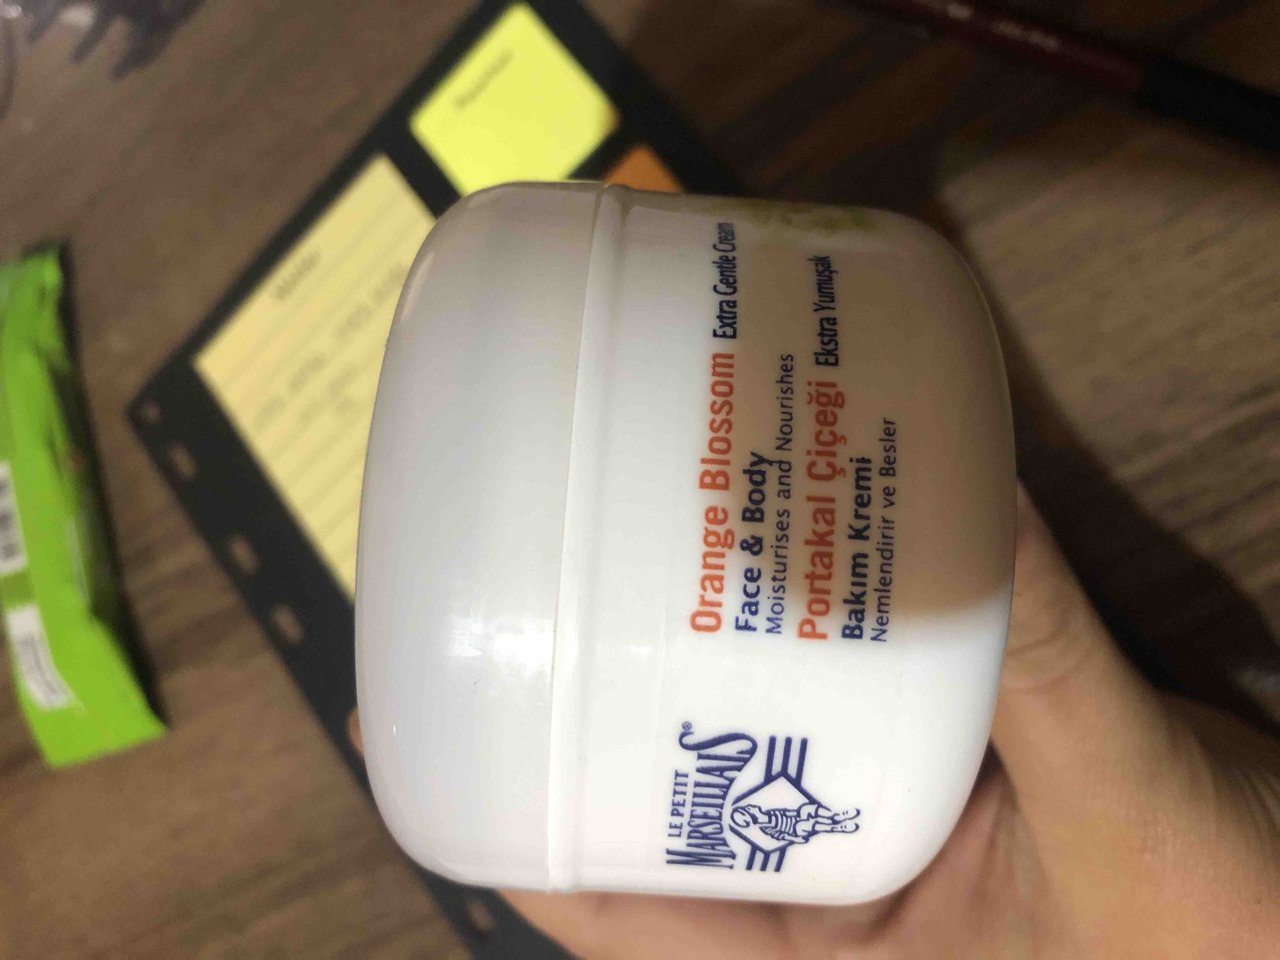 LE PETIT
MARSEILLAIS®
Orange Blossom Extra Gentle Cream
Face & Body
Moisturises and Nourishes
Portakal Çiçeği Ekstra Yumuşak
Bakım Kremi
Nemlendirir ve Besler